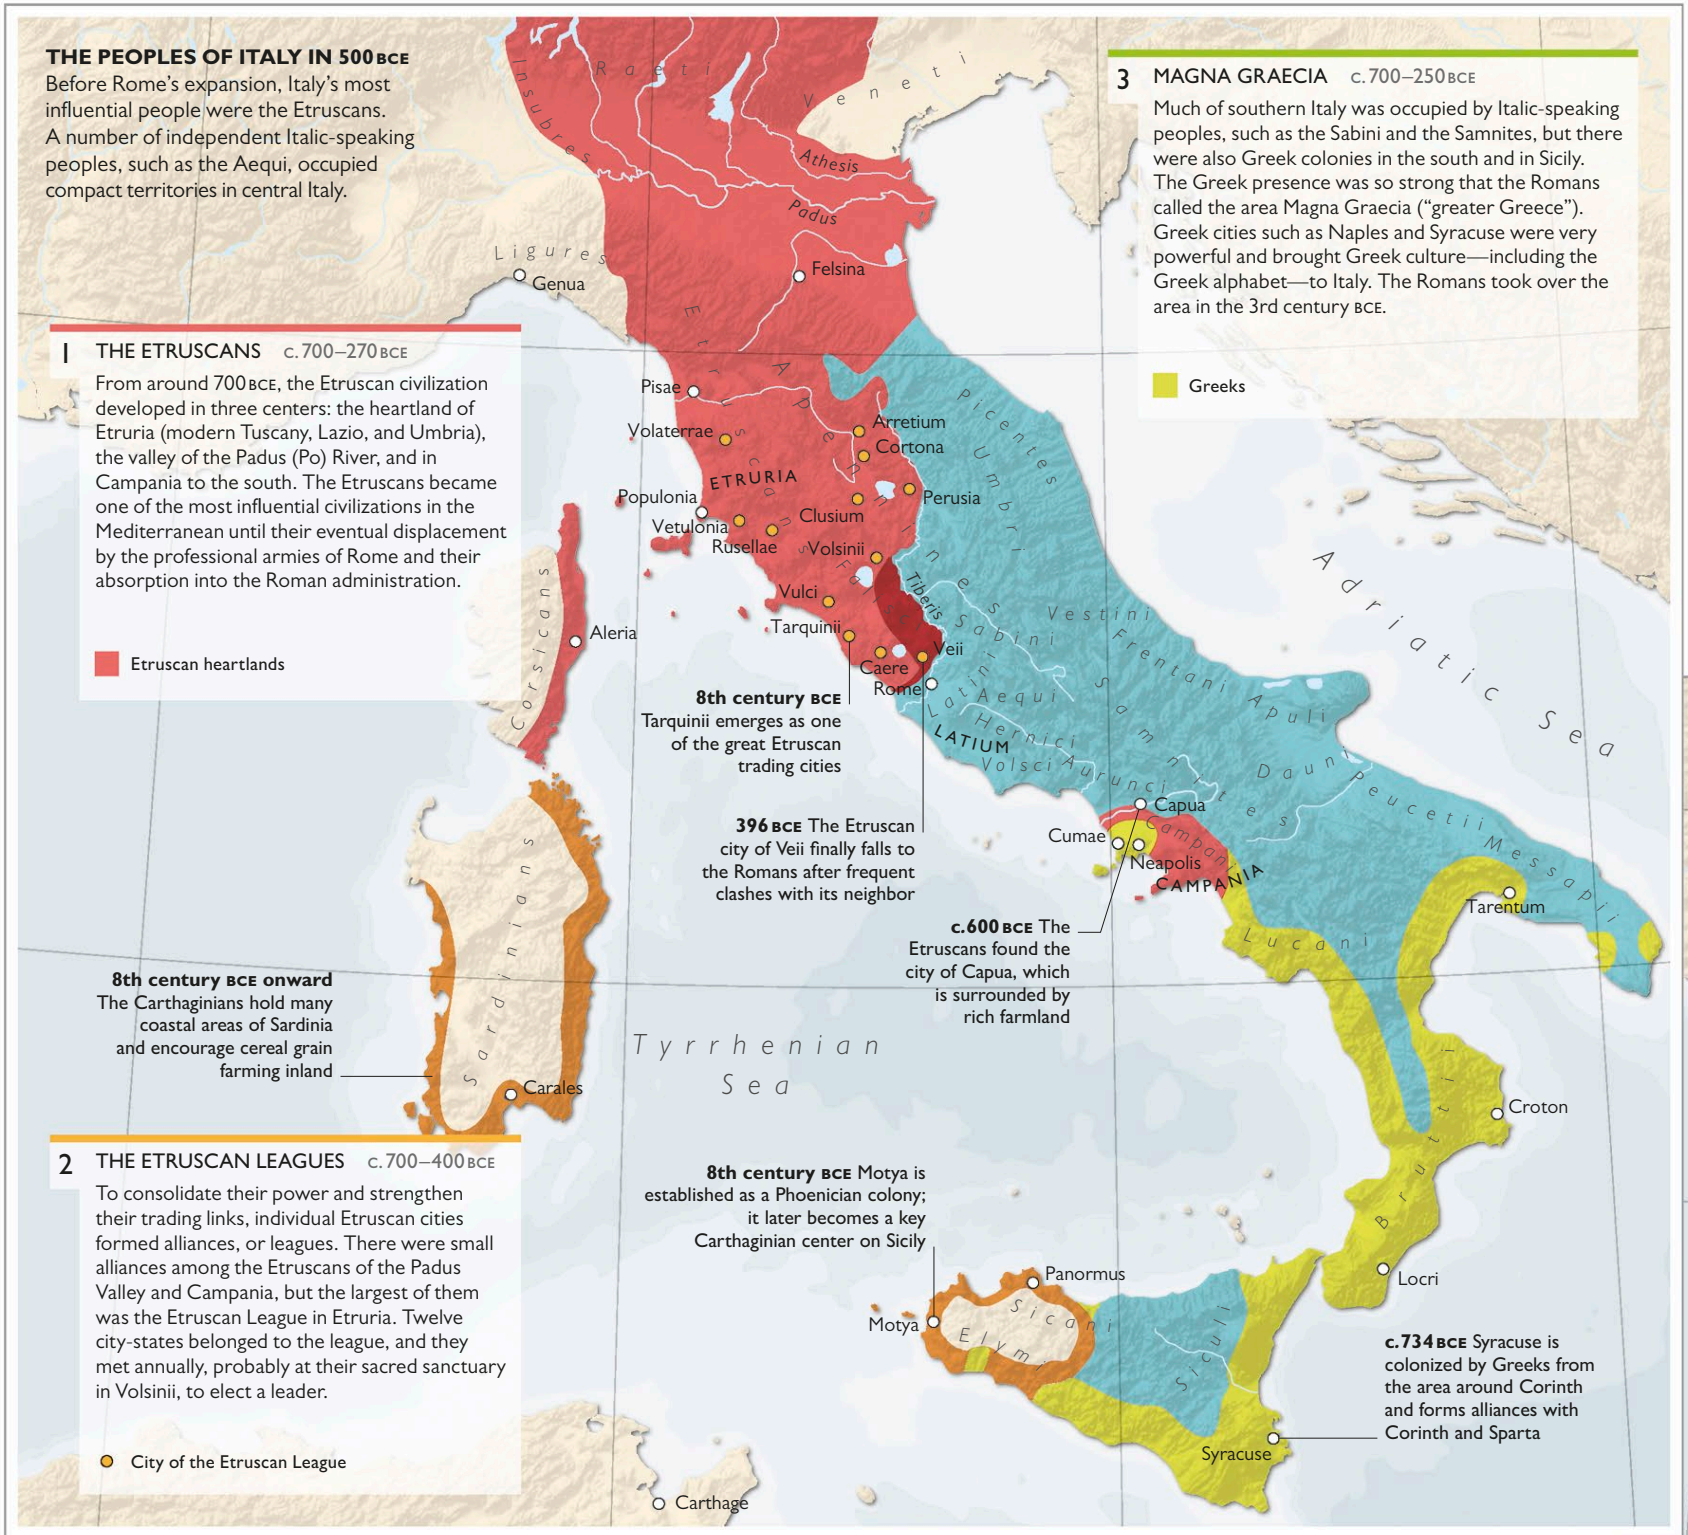 THE PEOPLES OF ITALY IN 500 BCE
Before Rome’s expansion, Italy’s most
influential people were the Etruscans.
A number of independent Italic-speaking
peoples, such as the Aequi, occupied
compact territories in central Italy.
3 MAGNA GRAECIA C.700–250 BCE
Much of southern Italy was occupied by Italic-speaking
peoples, such as the Sabini and the Samnites, but there
were also Greek colonies in the south and in Sicily.
The Greek presence was so strong that the Romans
called the area Magna Graecia (“greater Greece”).
Greek cities such as Naples and Syracuse were very
powerful and brought Greek culture—including the
Greek alphabet—to Italy. The Romans took over the
area in the 3rd century BCE.
Greeks
1 THE ETRUSCANS C.700–270 BCE
From around 700 BCE, the Etruscan civilization
developed in three centers: the heartland of
Etruria (modern Tuscany, Lazio, and Umbria),
the valley of the Padus (Po) River, and in
Campania to the south. The Etruscans became
one of the most influential civilizations in the
Mediterranean until their eventual displacement
by the professional armies of Rome and their
absorption into the Roman administration.
Etruscan heartlands
Insubres
Raeti
Veneti
Athesis
Padus
Ligures
Genua
Felsina
Etruscans
Apennines
Pisae
Volaterrae
Arretium
Cortona
ETRURIA
Populonia
Perusia
Clusium
Vetulonia
Rusellae
Volsinii
Falisci
Tiberis
Vulci
Tarquinii
Veii
Caere
Rome
Picentes
Umbri
Adriatic Sea
Vestini
Sabini
Frentani
Latini
Aequi
Samnites
Apuli
Hernici
LATIUM
Volsci
Aurunci
Dauni
Peucetii
Messapii
Capua
Campani
Cumae
Neapolis
CAMPANIA
Tarentum
Lucani
Corsicans
Aleria
8th century BCE
Tarquinii emerges as one
of the great Etruscan
trading cities
396 BCE The Etruscan
city of Veii finally falls to
the Romans after frequent
clashes with its neighbor
c.600 BCE The
Etruscans found the
city of Capua, which
is surrounded by
rich farmland
Sardinians
8th century BCE onward
The Carthaginians hold many
coastal areas of Sardinia
and encourage cereal grain
farming inland
Carales
Tyrrhenian
Sea
Croton
Bruttii
Locri
2 THE ETRUSCAN LEAGUES C.700–400 BCE
To consolidate their power and strengthen
their trading links, individual Etruscan cities
formed alliances, or leagues. There were small
alliances among the Etruscans of the Padus
Valley and Campania, but the largest of them
was the Etruscan League in Etruria. Twelve
city-states belonged to the league, and they
met annually, probably at their sacred sanctuary
in Volsinii, to elect a leader.
City of the Etruscan League
8th century BCE Motya is
established as a Phoenician colony;
it later becomes a key
Carthaginian center on Sicily
Panormus
Motya
Sicani
Elymi
Siculi
Syracuse
c.734 BCE Syracuse is
colonized by Greeks from
the area around Corinth
and forms alliances with
Corinth and Sparta
Carthage